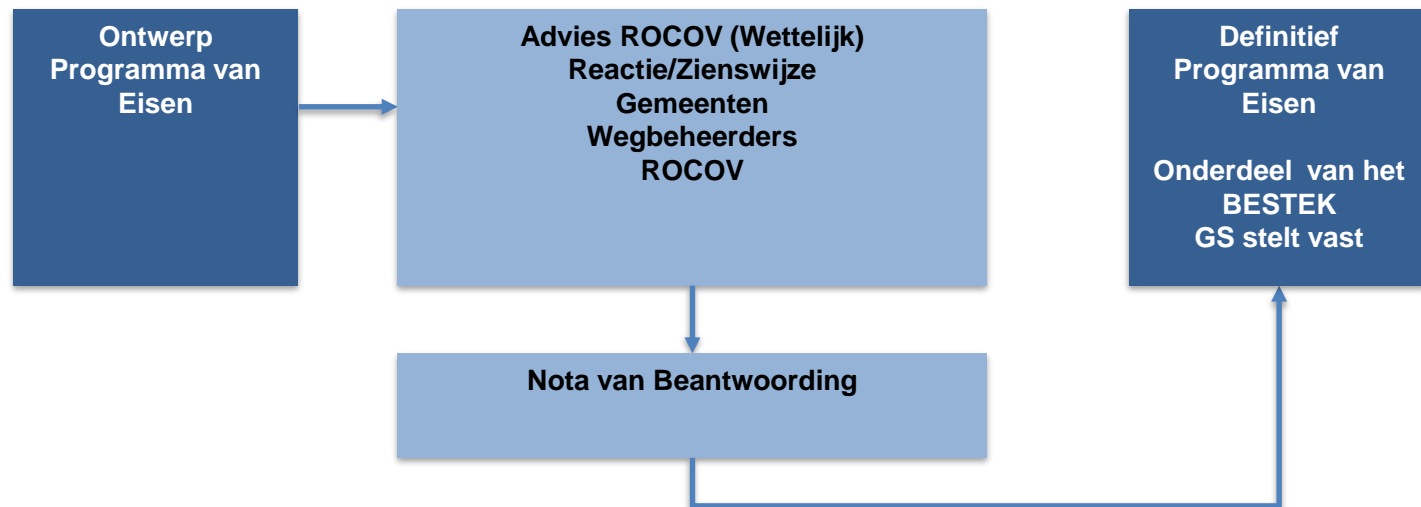 Ontwerp
Programma van
Eisen
Advies ROCOV (Wettelijk)
Reactie/Zienswijze
Gemeenten
Wegbeheerders
ROCOV
Nota van Beantwoording
Definitief
Programma van
Eisen
Onderdeel van het
BESTEK
GS stelt vast